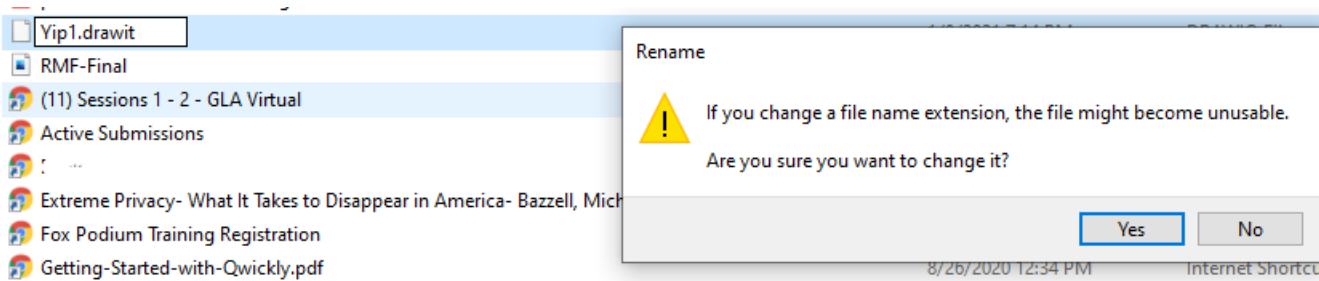 Yip1.drawit
Rename
RMF-Final
(11) Sessions 1 - 2 - GLA Virtual
If you change a file name extension, the file might become unusable.
Active Submissions
Are you sure you want to change it?
Extreme Privacy- What It Takes to Disappear in America- Bazzell, Mich
Fox Podium Training Registration
Yes
No
Getting-Started-with-Qwickly.pdf
8/26/2020 12:34 PM
Internet Shortcu